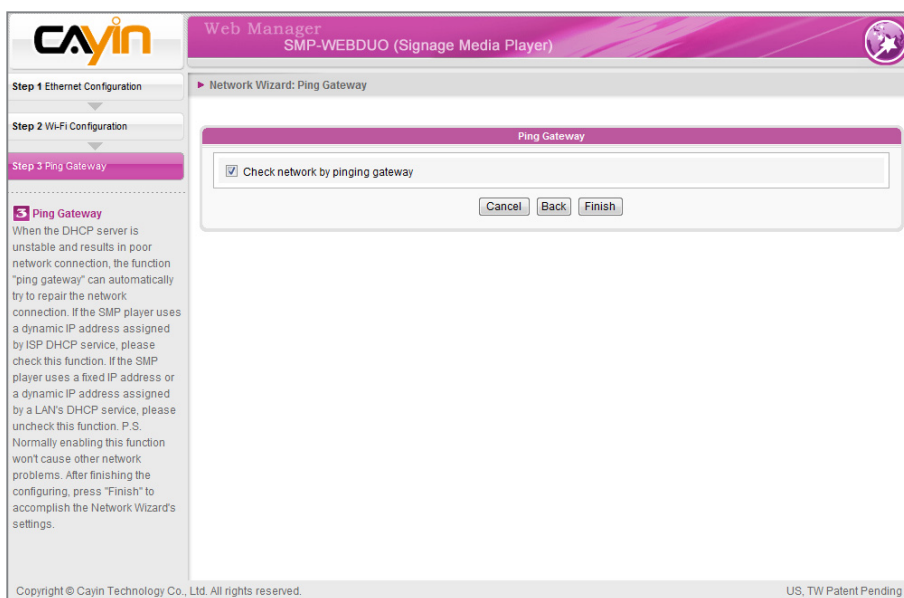 CAYIN
Web Manager
SMP-WEBDUO (Signage Media Player)
Step 1 Ethernet Configuration
Step 2 Wi-Fi Configuration
Step 3 Ping Gateway
3 Ping Gateway
When the DHCP server is
unstable and results in poor
network connection, the function
"ping gateway" can automatically
try to repair the network
connection. If the SMP player uses
a dynamic IP address assigned
by ISP DHCP service, please
check this function. If the SMP
player uses a fixed IP address or
a dynamic IP address assigned
by a LAN's DHCP service, please
uncheck this function. P.S.
Normally enabling this function
won't cause other network
problems. After finishing the
configuring, press "Finish" to
accomplish the Network Wizard's
settings.
Network Wizard: Ping Gateway
Ping Gateway
Check network by pinging gateway
Cancel Back Finish
Copyright © Cayin Technology Co., Ltd. All rights reserved.
US, TW Patent Pending